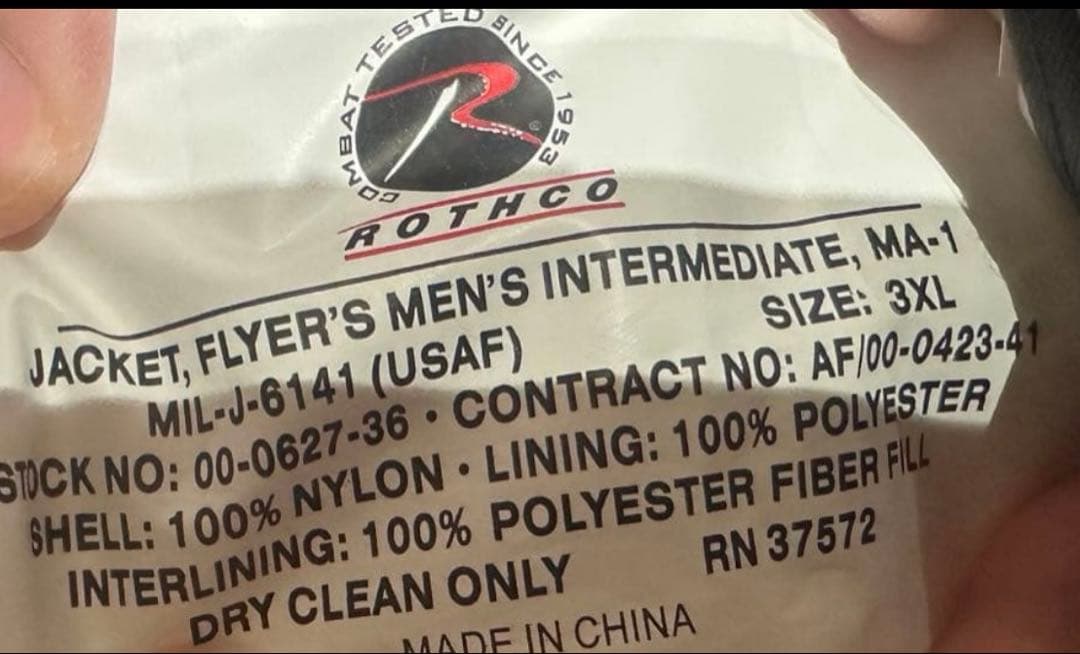 COMBAT TESTED SINCE 1953
R
ROTHCO
JACKET, FLYER'S MEN'S INTERMEDIATE, MA-1
MIL-J-6141 (USAF) SIZE: 3XL
STOCK NO: 00-0627-36 • CONTRACT NO: AF/00-0423-41
SHELL: 100% NYLON • LINING: 100% POLYESTER
INTERLINING: 100% POLYESTER FIBER FILL
DRY CLEAN ONLY RN 37572
MADE IN CHINA